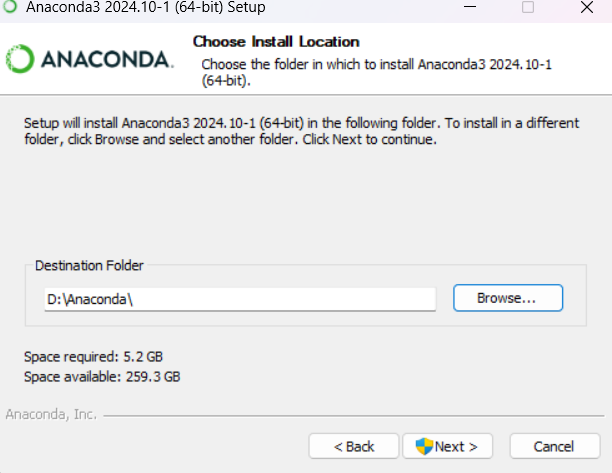 Anaconda3 2024.10-1 (64-bit) Setup
ANACONDA.
Choose Install Location
Choose the folder in which to install Anaconda3 2024.10-1
(64-bit).
Setup will install Anaconda3 2024.10-1 (64-bit) in the following folder. To install in a different
folder, click Browse and select another folder. Click Next to continue.
Destination Folder
D:\Anaconda\
Browse...
Space required: 5.2 GB
Space available: 259.3 GB
Anaconda, Inc.
< Back
Next >
Cancel